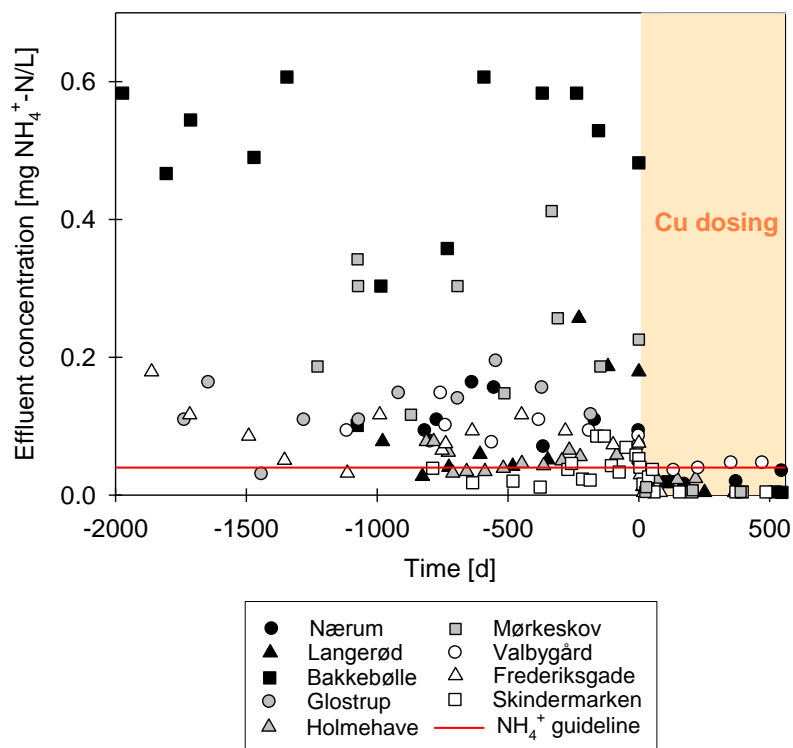 Effluent concentration [mg NH₄⁺-N/L]
0.6
0.4
0.2
0.0
Cu dosing
-2000 -1500 -1000 -500 0 500
Time [d]
Nærum Mørkeskov
Langerød Valbygård
Bakkebølle Frederiksgade
Glostrup Skindermarken
Holmehave NH₄⁺ guideline